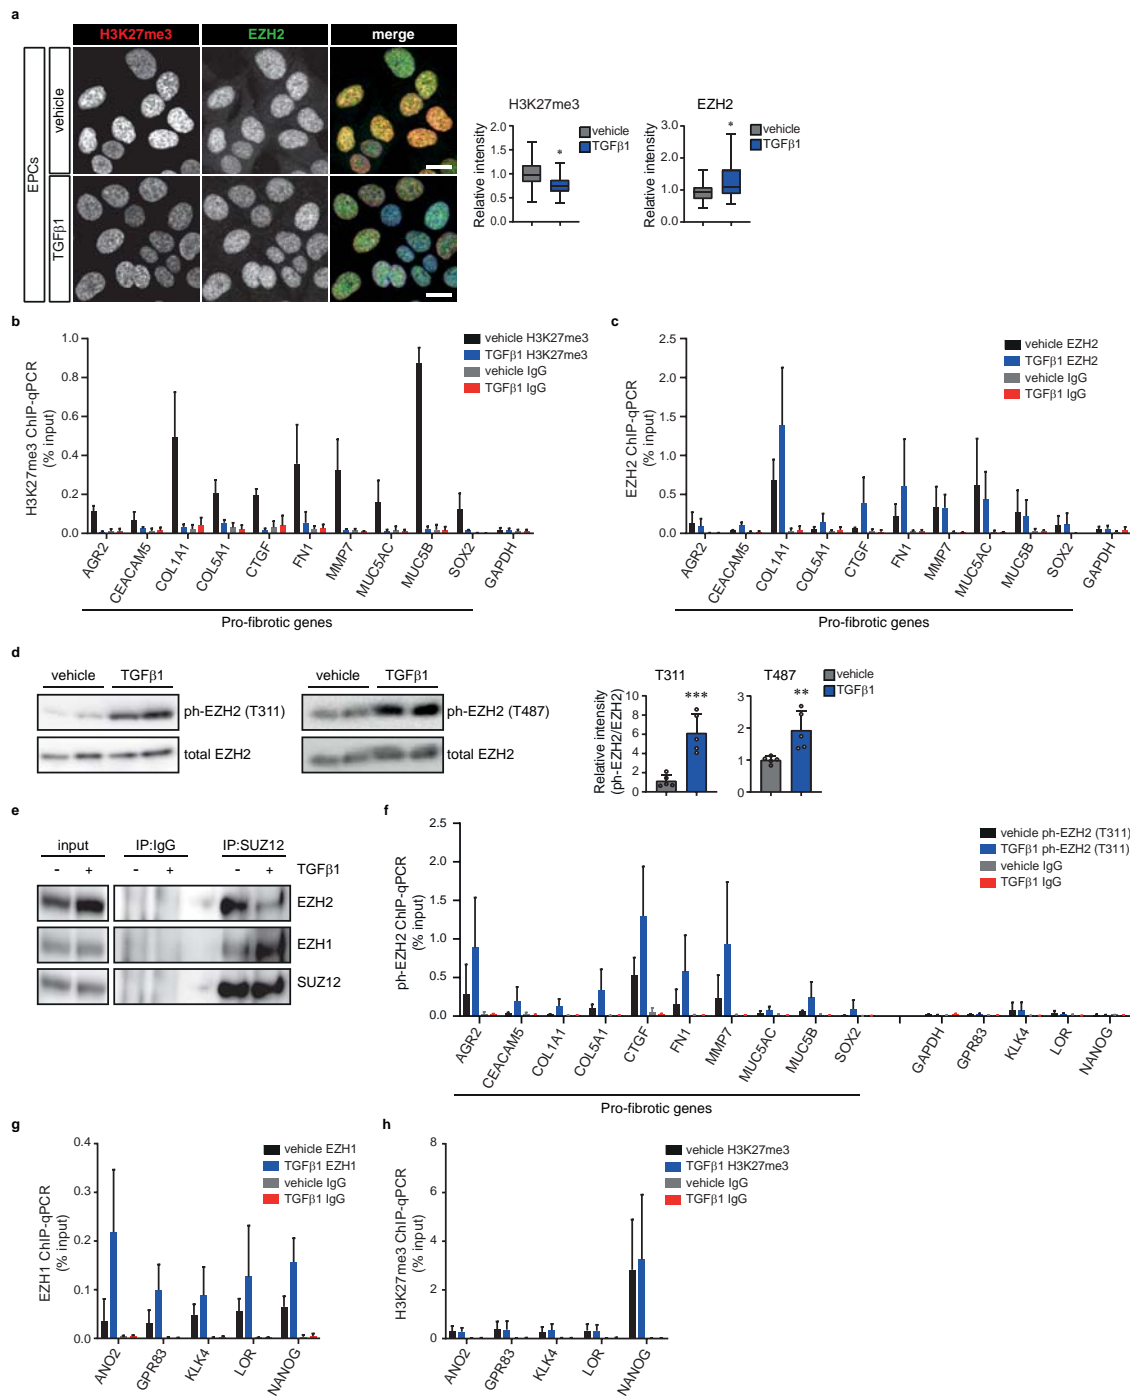 a
H3K27me3 EZH2 merge
EPCs
vehicle
TGFβ1
H3K27me3
Relative intensity
2.0
1.5
1.0
0.5
0.0
*
vehicle
TGFβ1
EZH2
Relative intensity
3.0
2.0
1.0
0.0
*
vehicle
TGFβ1
b
H3K27me3 ChIP-qPCR
(% input)
1.0
0.8
0.6
0.4
0.2
0.0
vehicle H3K27me3
TGFβ1 H3K27me3
vehicle IgG
TGFβ1 IgG
AGR2 CEACAM5 COL1A1 COL5A1 CTGF FN1 MMP7 MUC5AC MUC5B SOX2 GAPDH
Pro-fibrotic genes
c
EZH2 ChIP-qPCR
(% input)
2.5
2.0
1.5
1.0
0.5
0.0
vehicle EZH2
TGFβ1 EZH2
vehicle IgG
TGFβ1 IgG
AGR2 CEACAM5 COL1A1 COL5A1 CTGF FN1 MMP7 MUC5AC MUC5B SOX2 GAPDH
Pro-fibrotic genes
d
vehicle TGFβ1
ph-EZH2 (T311)
total EZH2
vehicle TGFβ1
ph-EZH2 (T487)
total EZH2
Relative intensity
(ph-EZH2/EZH2)
T311
10
8
6
4
2
0
***
T487
3
2
1
0
**
vehicle
TGFβ1
e
input IP:IgG IP:SUZ12
- + - + - + TGFβ1
EZH2
EZH1
SUZ12
f
ph-EZH2 ChIP-qPCR
(% input)
2.5
2.0
1.5
1.0
0.5
0.0
vehicle ph-EZH2 (T311)
TGFβ1 ph-EZH2 (T311)
vehicle IgG
TGFβ1 IgG
AGR2 CEACAM5 COL1A1 COL5A1 CTGF FN1 MMP7 MUC5AC MUC5B SOX2 GAPDH GPR83 KLK4 LOR NANOG
Pro-fibrotic genes
g
EZH1 ChIP-qPCR
(% input)
0.4
0.3
0.2
0.1
0.0
vehicle EZH1
TGFβ1 EZH1
vehicle IgG
TGFβ1 IgG
ANO2 GPR83 KLK4 LOR NANOG
h
H3K27me3 ChIP-qPCR
(% input)
8
6
4
2
0
vehicle H3K27me3
TGFβ1 H3K27me3
vehicle IgG
TGFβ1 IgG
ANO2 GPR83 KLK4 LOR NANOG